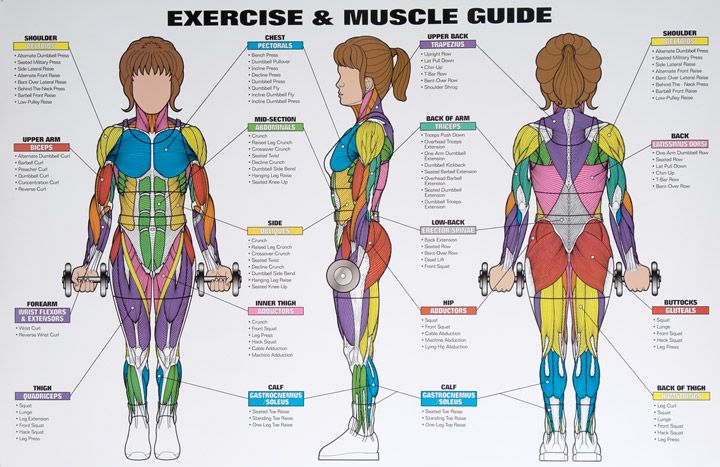 EXERCISE & MUSCLE GUIDE
SHOULDER
DELTOIDS
• Alternate Dumbbell Press
• Seated Military Press
• Side Lateral Raise
• Alternate Front Raise
• Bent Over Lateral Raise
• Behind-The-Neck Press
• Barbell Front Raise
• Low-Pulley Raise
UPPER ARM
BICEPS
• Alternate Dumbbell Curl
• Barbell Curl
• Preacher Curl
• Dumbbell Curl
• Concentration Curl
• Reverse Curl
FOREARM
WRIST FLEXORS
& EXTENSORS
• Wrist Curl
• Reverse Wrist Curl
THIGH
QUADRICEPS
• Squat
• Lunge
• Leg Extension
• Front Squat
• Hack Squat
• Leg Press
CHEST
PECTORALS
• Bench Press
• Dumbbell Pullover
• Incline Press
• Decline Press
• Dumbbell Press
• Dumbbell Fly
• Incline Dumbbell Fly
• Incline Dumbbell Press
MID-SECTION
ABDOMINALS
• Crunch
• Raised Leg Crunch
• Crossover Crunch
• Seated Twist
• Decline Crunch
• Dumbbell Side Bend
• Hanging Leg Raise
• Seated Knee-Up
SIDE
OBLIQUES
• Crunch
• Raised Leg Crunch
• Crossover Crunch
• Seated Twist
• Decline Crunch
• Dumbbell Side Bend
• Hanging Leg Raise
• Seated Knee-Up
INNER THIGH
ADDUCTORS
• Crunch
• Front Squat
• Leg Press
• Hack Squat
• Cable Adduction
• Machine Adduction
CALF
GASTROCNEMIUS
/SOLEUS
• Seated Toe Raise
• Standing Toe Raise
• One-Leg Toe Raise
UPPER BACK
TRAPEZIUS
• Upright Row
• Lat Pull Down
• Chin-Up
• T-Bar Row
• Bent-Over Row
• Shoulder Shrug
BACK OF ARM
TRICEPS
• Triceps Push Down
• Overhead Triceps
Extension
• One-Arm Dumbbell
Extension
• Dumbbell Kickback
• Seated Barbell Extension
• Overhead Barbell
Extension
• Seated Dumbbell
Extension
• Dumbbell Triceps
Extension
LOW-BACK
ERECTOR SPINAE
• Back Extension
• Seated Row
• Bent-Over Row
• Dead Lift
• Front Squat
HIP
ABDUCTORS
• Squat
• Front Squat
• Cable Abduction
• Machine Abduction
• Lying Hip Abduction
CALF
GASTROCNEMIUS
/SOLEUS
• Seated Toe Raise
• Standing Toe Raise
• One-Leg Toe Raise
SHOULDER
DELTOIDS
• Alternate Dumbbell Press
• Seated Military Press
• Side Lateral Raise
• Alternate Front Raise
• Bent Over Lateral Raise
• Behind-The-Neck Press
• Barbell Front Raise
• Low-Pulley Raise
BACK
LATISSIMUS DORSI
• One-Arm Dumbbell Row
• Seated Row
• Lat Pull Down
• Chin-Up
• T-Bar Row
• Bent-Over Row
BUTTOCKS
GLUTEALS
• Squat
• Lunge
• Front Squat
• Hack Squat
• Leg Press
BACK OF THIGH
HAMSTRINGS
• Leg Curl
• Squat
• Lunge
• Front Squat
• Hack Squat
• Leg Press